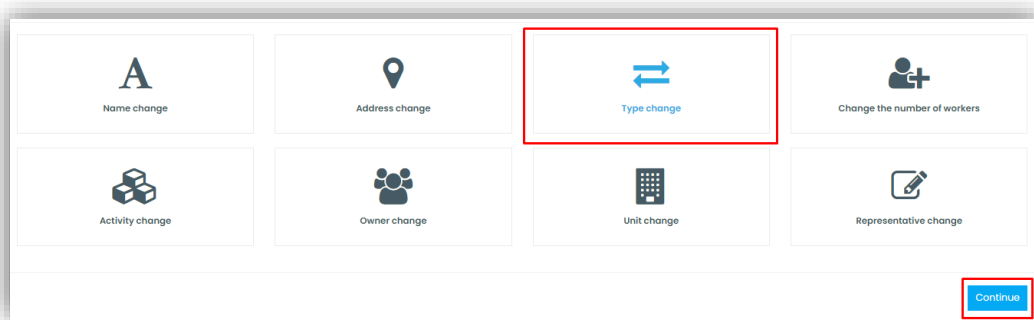 Name change
Address change
Type change
Change the number of workers
Activity change
Owner change
Unit change
Representative change
Continue